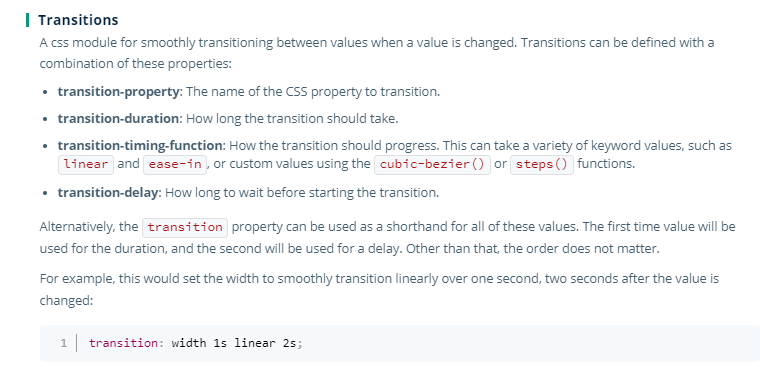 Transitions
A css module for smoothly transitioning between values when a value is changed. Transitions can be defined with a
combination of these properties:
• transition-property: The name of the CSS property to transition.
• transition-duration: How long the transition should take.
• transition-timing-function: How the transition should progress. This can take a variety of keyword values, such as
linear and ease-in, or custom values using the cubic-bezier() or steps() functions.
• transition-delay: How long to wait before starting the transition.
Alternatively, the transition property can be used as a shorthand for all of these values. The first time value will be
used for the duration, and the second will be used for a delay. Other than that, the order does not matter.
For example, this would set the width to smoothly transition linearly over one second, two seconds after the value is
changed:
1 transition: width 1s linear 2s;